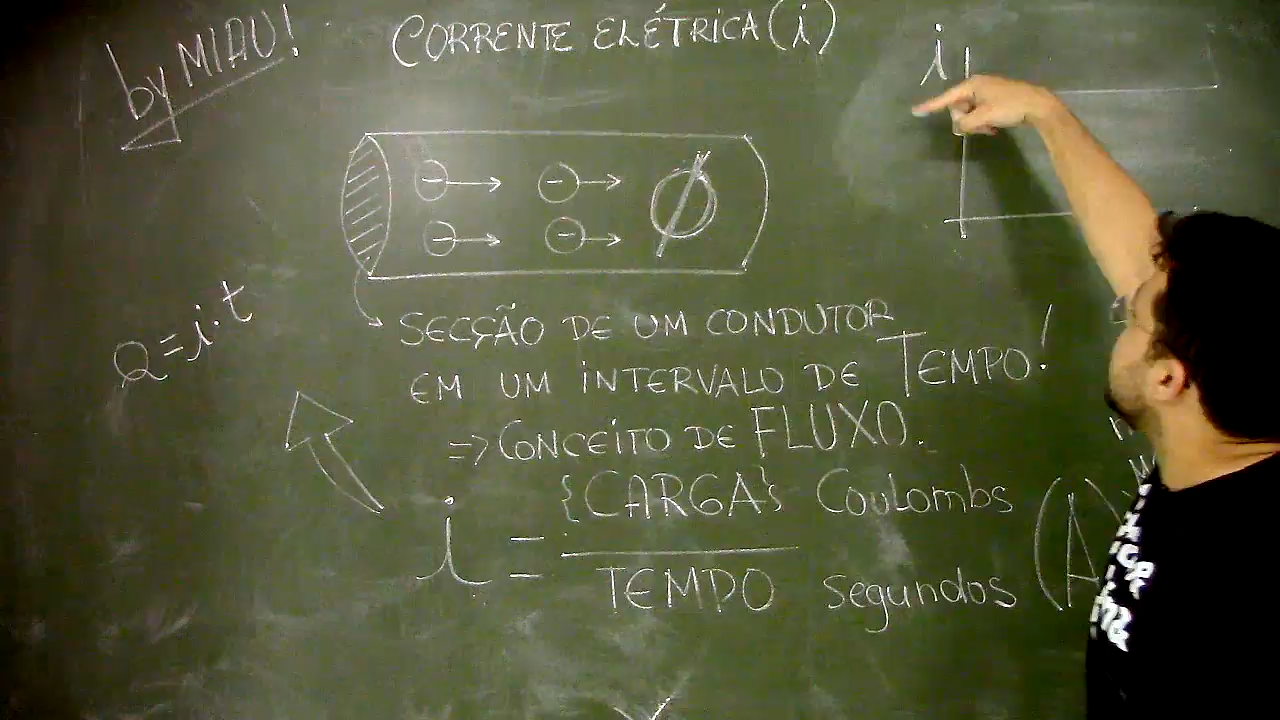 by MIAU!
CORRENTE ELÉTRICA (i)
i
- -
- -
Q = i.t
SECÇÃO DE UM CONDUTOR
EM UM INTERVALO DE TEMPO!
=> CONCEITO DE FLUXO.
i = {CARGA} Coulombs
TEMPO segundos (A)